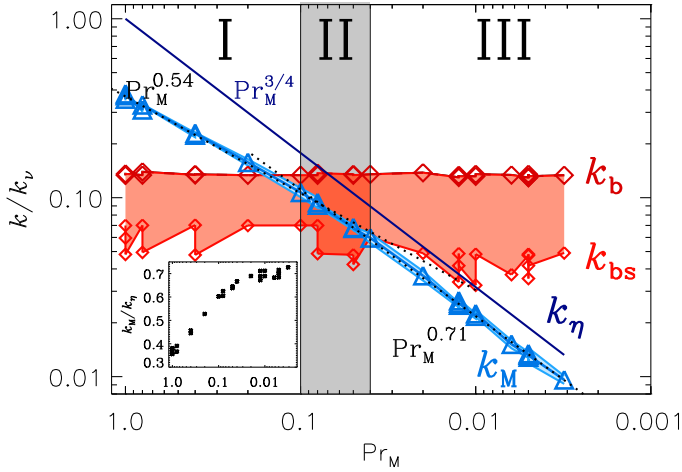 1.00
0.10
0.01
k/kν
I
II
III
Pr_M^0.54
Pr_M^3/4
k_b
k_bs
k_η
k_M
Pr_M^0.71
0.7
0.6
0.5
0.4
0.3
k_M/k_η
1.0 0.1 0.01
1.0 0.1 0.01 0.001
Pr_M